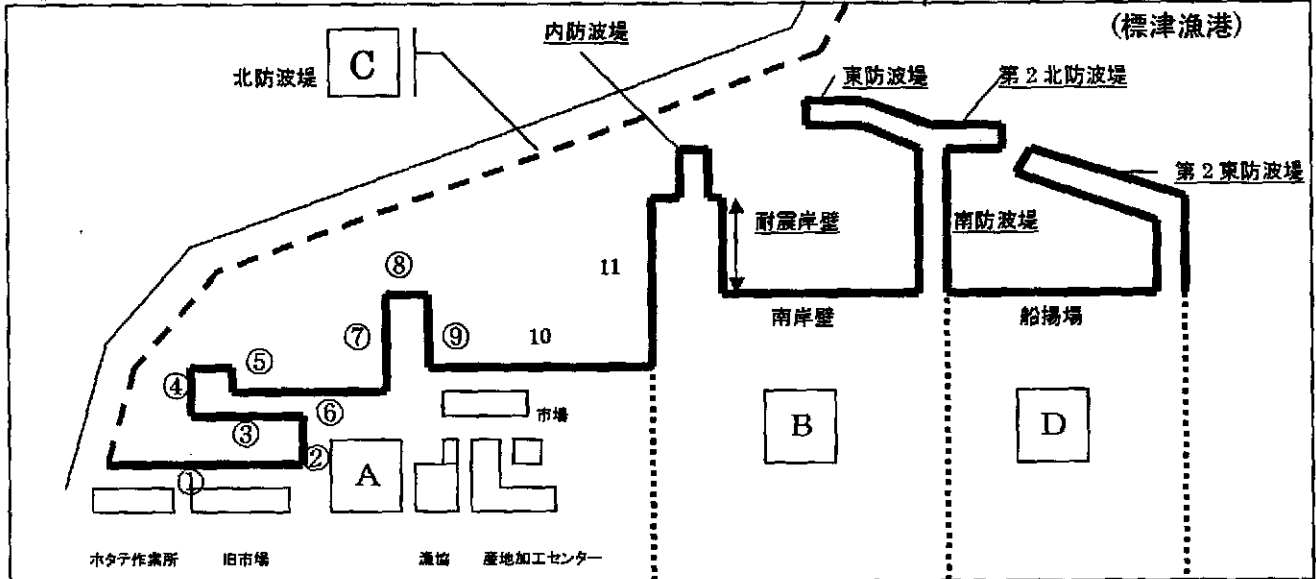 (標津漁港)
内防波堤
北防波堤
C
東防波堤
第2北防波堤
第2東防波堤
耐震岸壁
南防波堤
⑧
11
南岸壁
船揚場
⑦
⑨
10
⑤
④
⑥
市場
③
②
①
A
B
D
ホタテ作業所
旧市場
漁協
産地加工センター